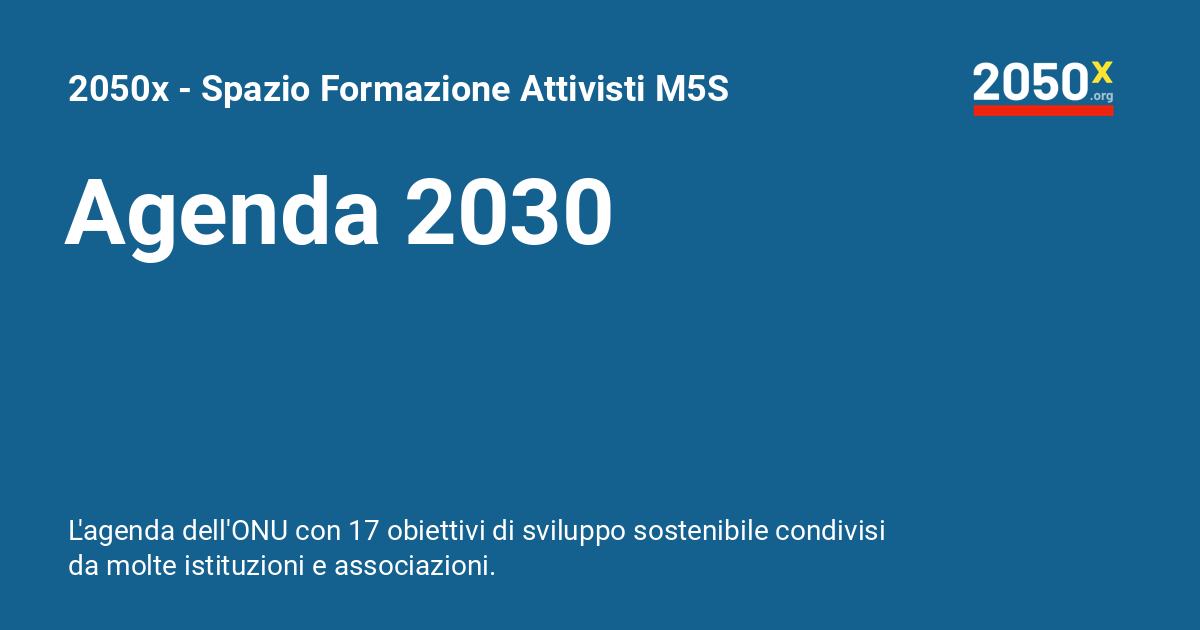 2050x - Spazio Formazione Attivisti M5S
2050x
.org
Agenda 2030
L'agenda dell'ONU con 17 obiettivi di sviluppo sostenibile condivisi
da molte istituzioni e associazioni.